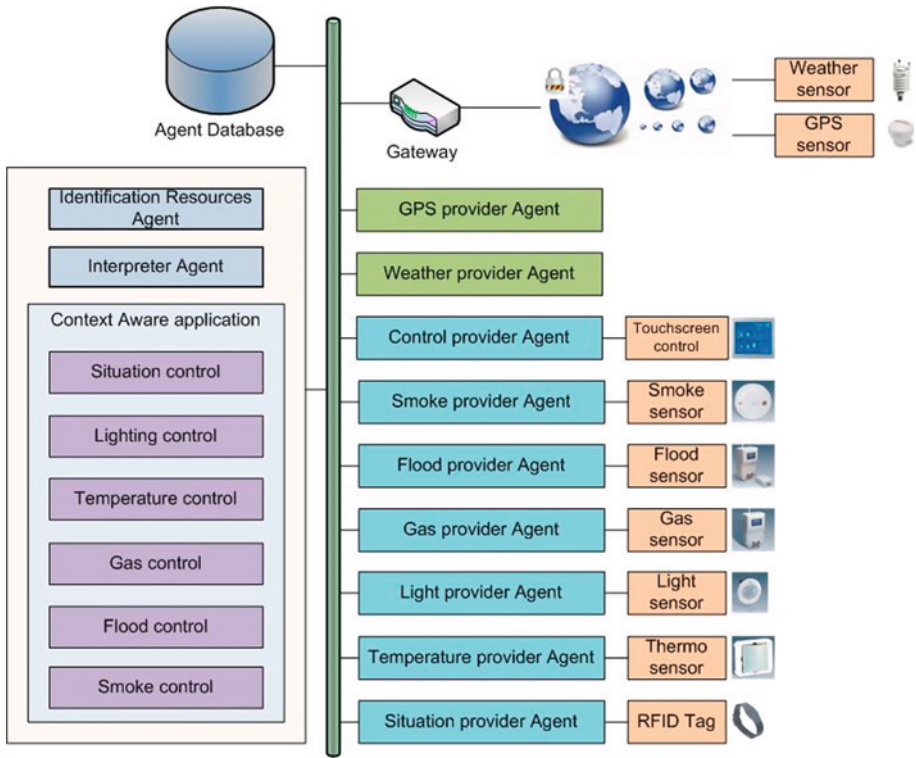 Agent Database
Gateway
Weather
sensor
GPS
sensor
Identification Resources
Agent
Interpreter Agent
Context Aware application
Situation control
Lighting control
Temperature control
Gas control
Flood control
Smoke control
GPS provider Agent
Weather provider Agent
Control provider Agent
Touchscreen
control
Smoke provider Agent
Smoke
sensor
Flood provider Agent
Flood
sensor
Gas provider Agent
Gas
sensor
Light provider Agent
Light
sensor
Temperature provider Agent
Thermo
sensor
Situation provider Agent
RFID Tag